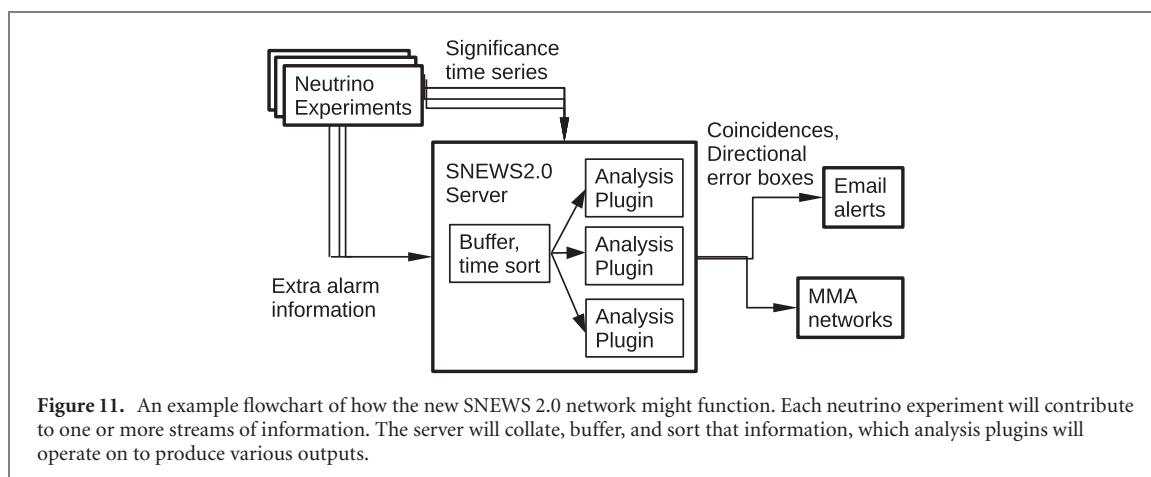 Significance
time series
Neutrino
Experiments
Coincidences,
Directional
error boxes
SNEWS2.0
Server
Analysis
Plugin
Email
alerts
Buffer,
time sort
Analysis
Plugin
Extra alarm
information
MMA
networks
Analysis
Plugin
Figure 11. An example flowchart of how the new SNEWS 2.0 network might function. Each neutrino experiment will contribute
to one or more streams of information. The server will collate, buffer, and sort that information, which analysis plugins will
operate on to produce various outputs.